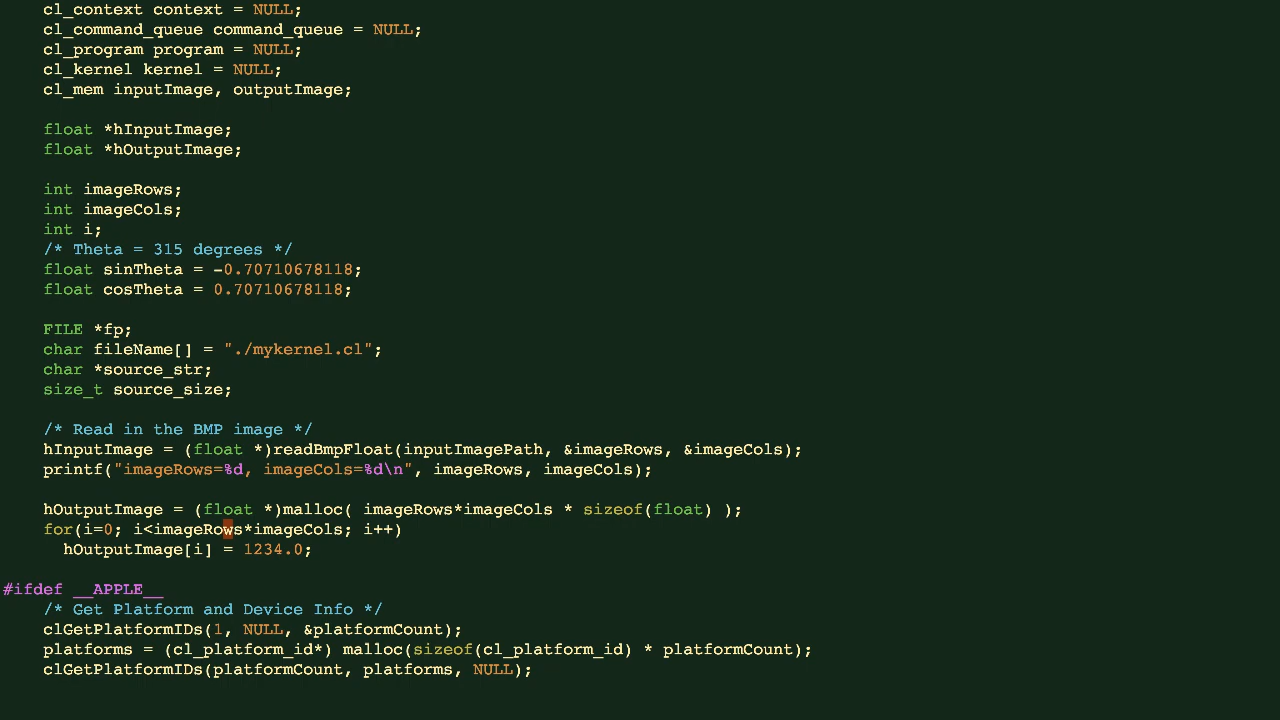 cl_context context = NULL;
cl_command_queue command_queue = NULL;
cl_program program = NULL;
cl_kernel kernel = NULL;
cl_mem inputImage, outputImage;
float *hInputImage;
float *hOutputImage;
int imageRows;
int imageCols;
int i;
/* Theta = 315 degrees */
float sinTheta = -0.70710678118;
float cosTheta = 0.70710678118;
FILE *fp;
char fileName[] = "./mykernel.cl";
char *source_str;
size_t source_size;
/* Read in the BMP image */
hInputImage = (float *)readBmpFloat(inputImagePath, &imageRows, &imageCols);
printf("imageRows=%d, imageCols=%d\n", imageRows, imageCols);
hOutputImage = (float *)malloc( imageRows*imageCols * sizeof(float) );
for(i=0; i<imageRows*imageCols; i++)
hOutputImage[i] = 1234.0;
#ifdef __APPLE__
/* Get Platform and Device Info */
clGetPlatformIDs(1, NULL, &platformCount);
platforms = (cl_platform_id*) malloc(sizeof(cl_platform_id) * platformCount);
clGetPlatformIDs(platformCount, platforms, NULL);